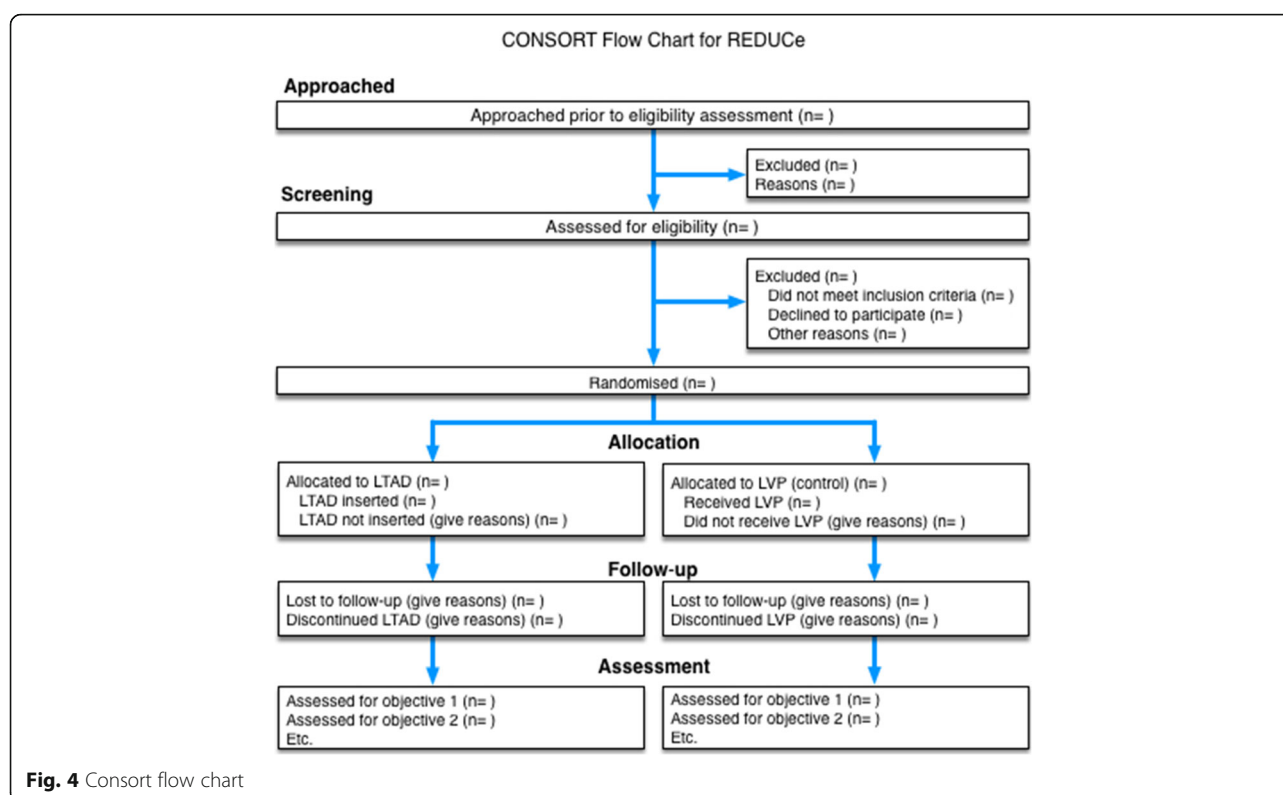 CONSORT Flow Chart for REDUCe
Approached
Approached prior to eligibility assessment (n= )
Excluded (n= )
Reasons (n= )
Screening
Assessed for eligibility (n= )
Excluded (n= )
Did not meet inclusion criteria (n= )
Declined to participate (n= )
Other reasons (n= )
Randomised (n= )
Allocation
Allocated to LTAD (n= )
LTAD inserted (n= )
LTAD not inserted (give reasons) (n= )
Allocated to LVP (control) (n= )
Received LVP (n= )
Did not receive LVP (give reasons) (n= )
Follow-up
Lost to follow-up (give reasons) (n= )
Discontinued LTAD (give reasons) (n= )
Lost to follow-up (give reasons) (n= )
Discontinued LVP (give reasons) (n= )
Assessment
Assessed for objective 1 (n= )
Assessed for objective 2 (n= )
Etc.
Assessed for objective 1 (n= )
Assessed for objective 2 (n= )
Etc.
Fig. 4 Consort flow chart